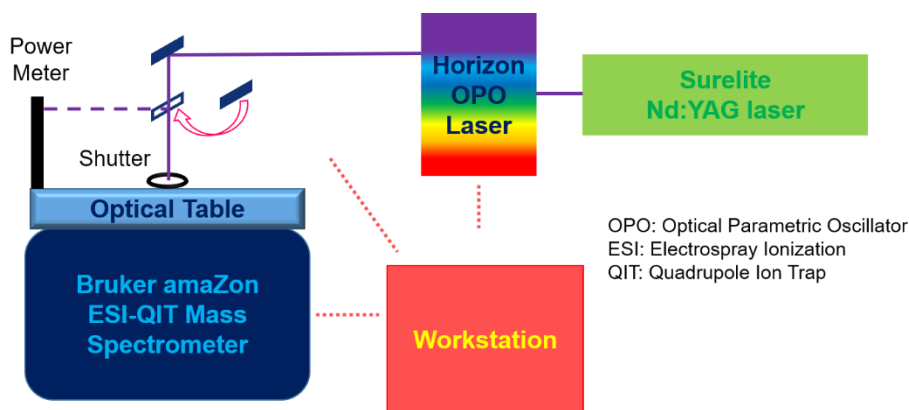 Power
Meter
Shutter
Optical Table
Bruker amaZon
ESI-QIT Mass
Spectrometer
Horizon
OPO
Laser
Surelite
Nd:YAG laser
Workstation
OPO: Optical Parametric Oscillator
ESI: Electrospray Ionization
QIT: Quadrupole Ion Trap